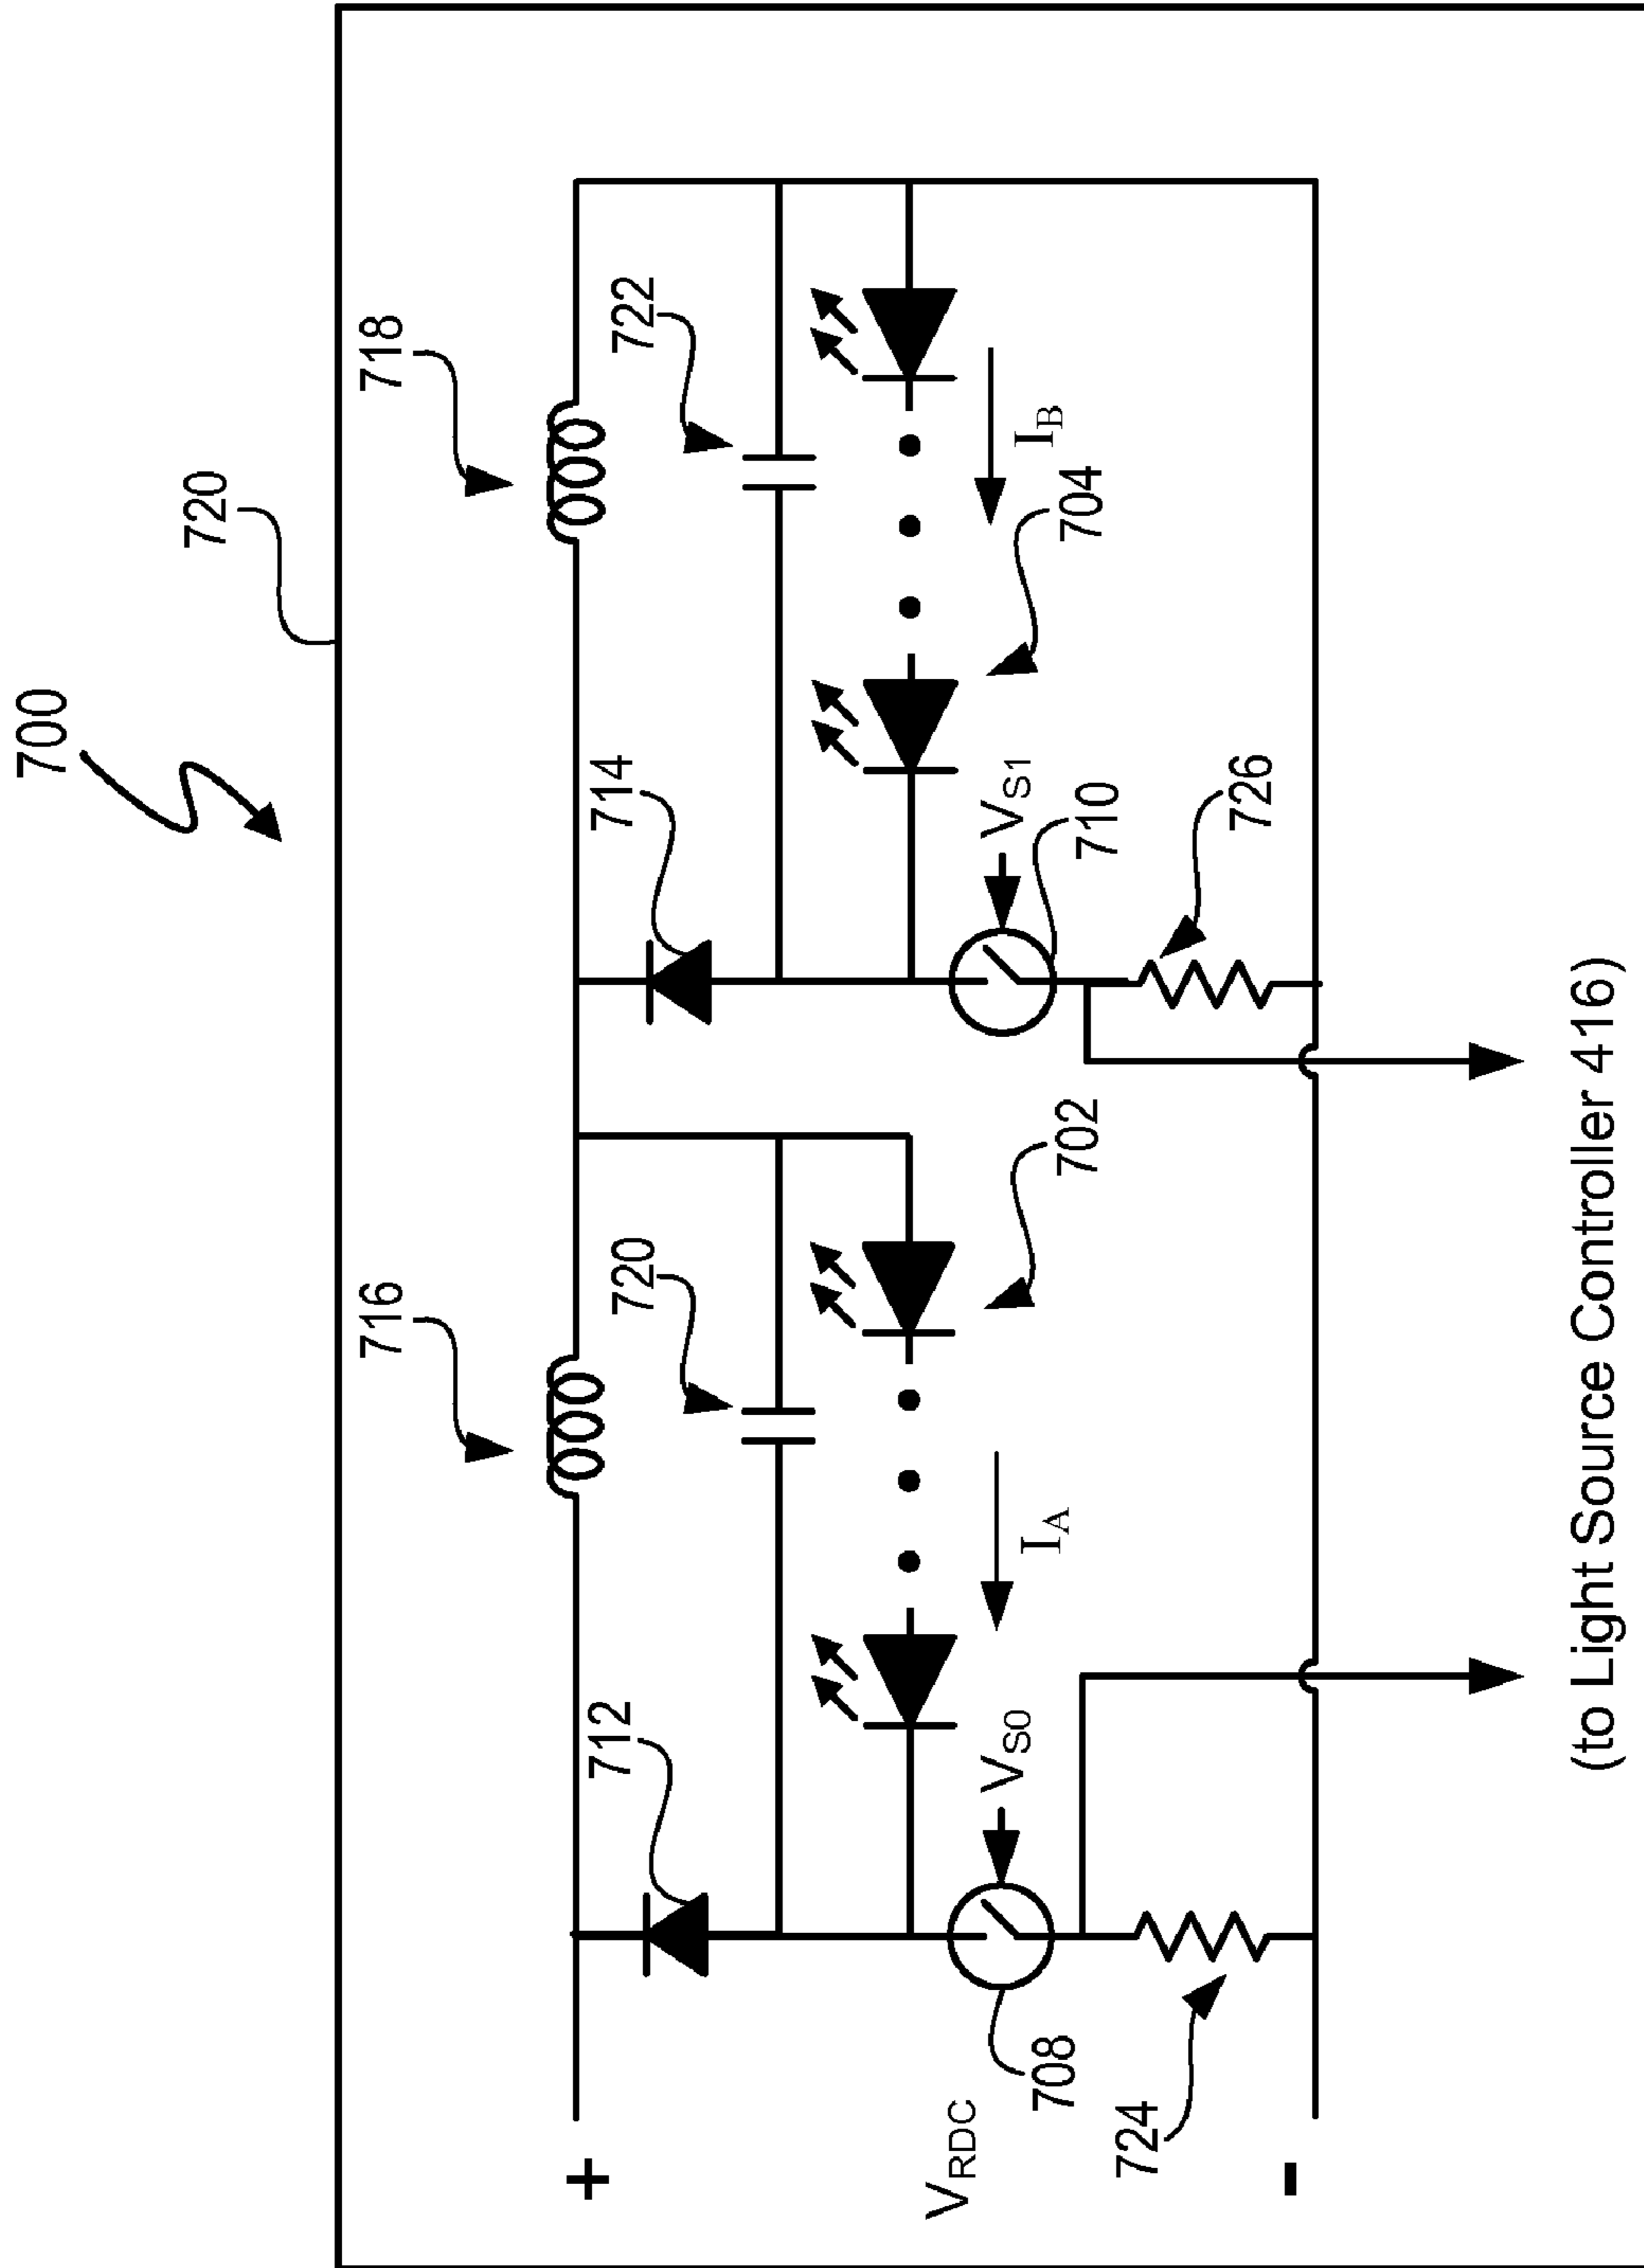 700
720
716
718
712
720
714
722
+
V_RDC
-
708
V_S0
I_A
702
V_S1
710
I_B
704
724
726
(to Light Source Controller 416)